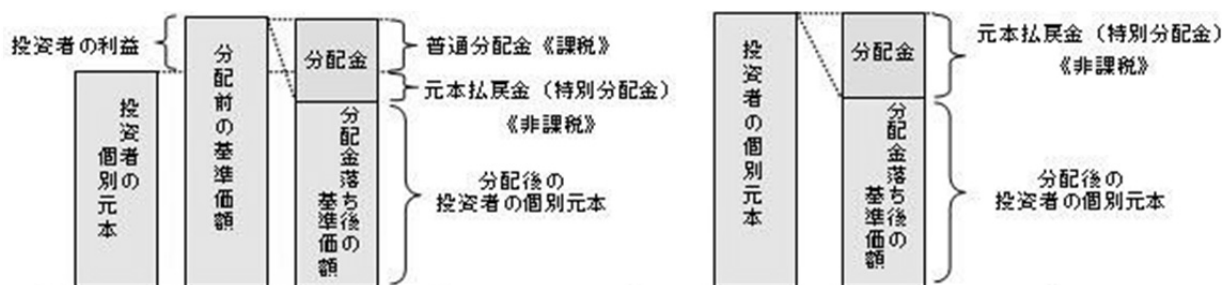 投資者の利益
投資者の
個別元本
分配前の基準価額
分配金
分配金落ち後の
基準価額
普通分配金《課税》
元本払戻金（特別分配金）
《非課税》
分配後の
投資者の個別元本
投資者の個別元本
分配金
分配金落ち後の
基準価額
元本払戻金（特別分配金）
《非課税》
分配後の
投資者の個別元本